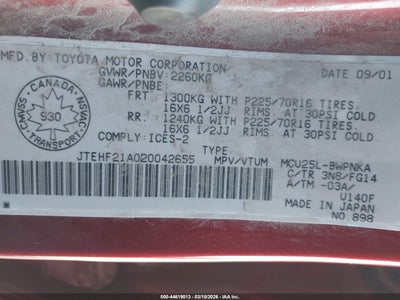 MFD. BY: TOYOTA MOTOR CORPORATION
DATE 09/01
GVWR/PNBV: 2260KG
GAWR/PNBE:
FRT 1300KG WITH P225/70R16 TIRES,
16X6 1/2JJ RIMS, AT 30PSI COLD
RR 1240KG WITH P225/70R16 TIRES,
16X6 1/2JJ RIMS, AT 30PSI COLD
COMPLY: ICES-2
CANADA
CMVSS NSVAC
930
TYPE
JTEHF21A020042655 MPV/VTUM
MCU25L-BWPNKA
C/TR 3N8/FG14
A/TM -03A/
U140F
MADE IN JAPAN
NO.898
000-44619013 - 03/18/2026 - IAA Inc.